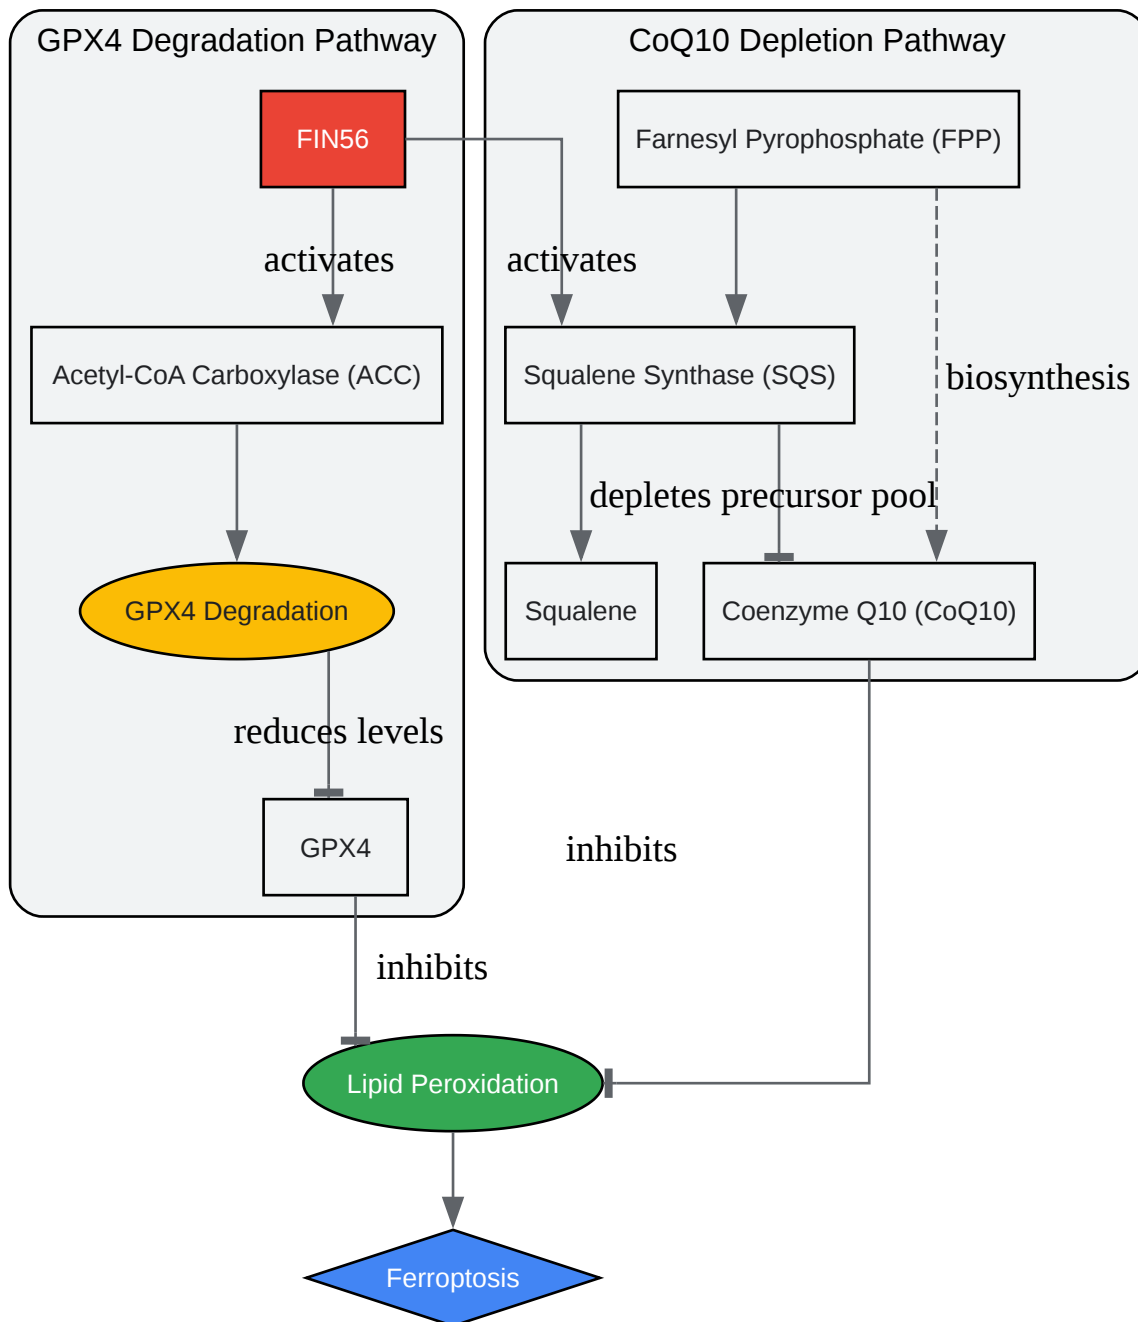 GPX4 Degradation Pathway
CoQ10 Depletion Pathway
FIN56
Farnesyl Pyrophosphate (FPP)
activates
activates
Acetyl-CoA Carboxylase (ACC)
Squalene Synthase (SQS)
biosynthesis
depletes precursor pool
GPX4 Degradation
Squalene
Coenzyme Q10 (CoQ10)
reduces levels
GPX4
inhibits
inhibits
Lipid Peroxidation
Ferroptosis